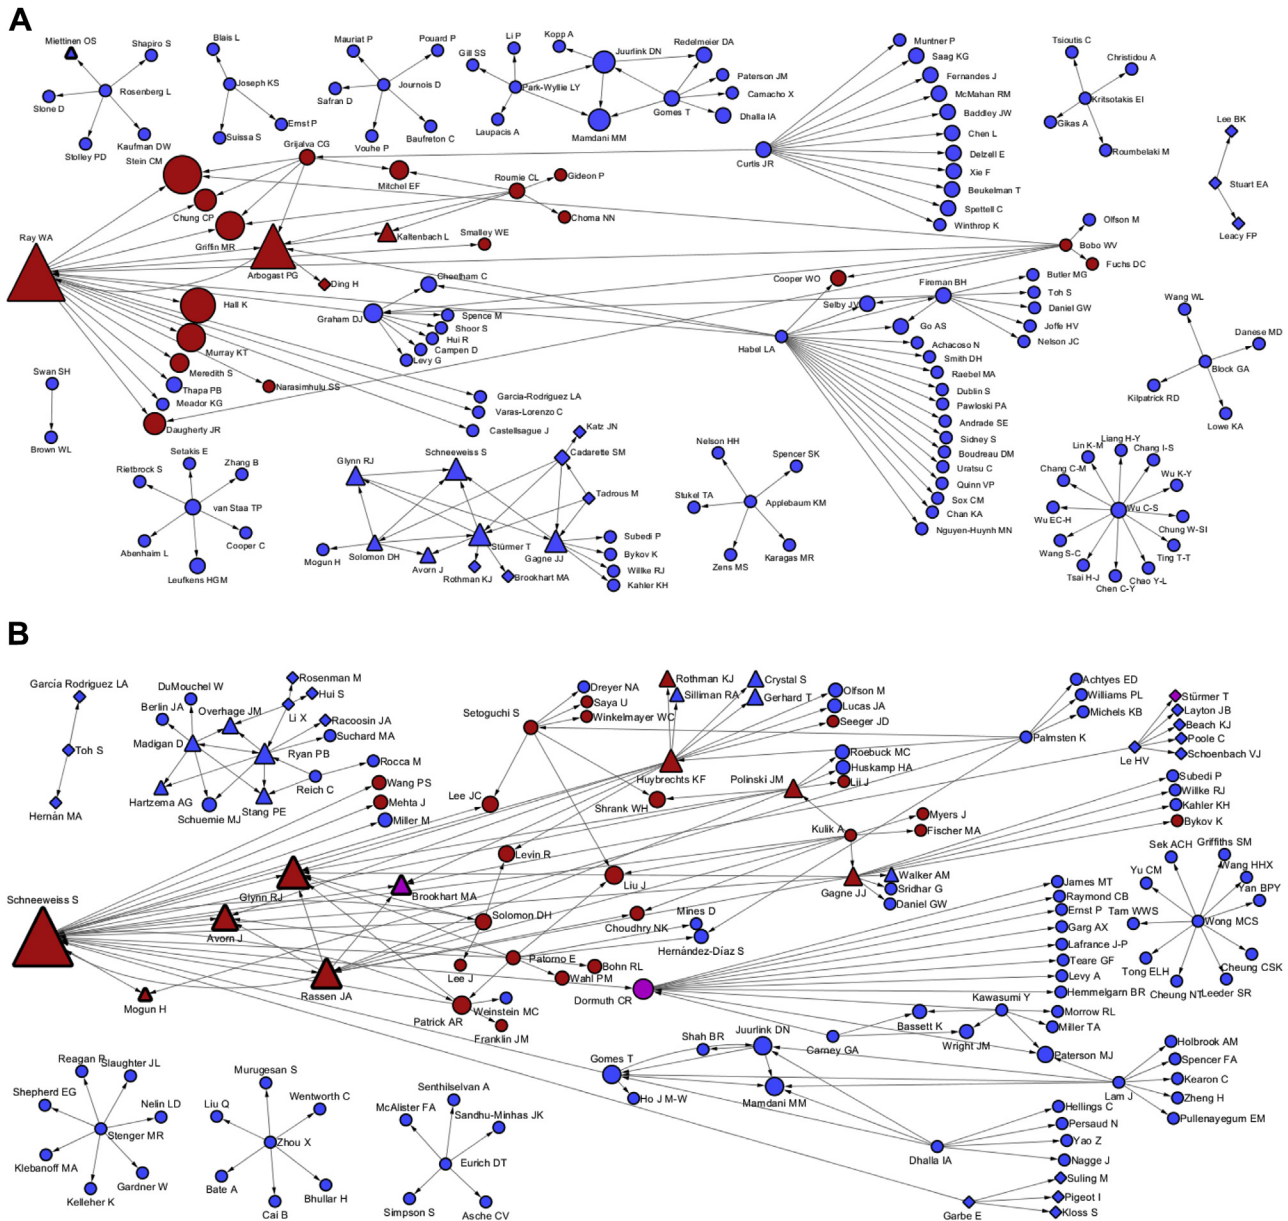 A
Miettinen OS
Shapiro S
Rosenberg L
Slone D
Stolley PD
Kaufman DW
Blais L
Joseph KS
Suissa S
Ernst P
Mauriat P
Pouard P
Journois D
Safran D
Vouhe P
Baufreton C
Gill SS
Li P
Kopp A
Juurlink DN
Redelmeier DA
Park-Wyllie LY
Laupacis A
Mamdani MM
Gomes T
Paterson JM
Camacho X
Dhalla IA
Muntner P
Saag KG
Fernandes J
McMahan RM
Baddley JW
Chen L
Delzell E
Xie F
Beukelman T
Spettell C
Winthrop K
Curtis JR
Tsioutis C
Christidou A
Kritsotakis EI
Gikas A
Roumbelaki M
Lee BK
Stuart EA
Leacy FP
Stein CM
Grijalva CG
Mitchel EF
Roumie CL
Gideon P
Choma NN
Chung CP
Griffin MR
Kaltenbach L
Smalley WE
Ray WA
Arbogast PG
Ding H
Cheetham C
Hall K
Graham DJ
Spence M
Shoor S
Hui R
Campen D
Levy G
Murray KT
Meredith S
Thapa PB
Meador KG
Narasimhulu SS
Daugherty JR
Swan SH
Brown WL
Garcia-Rodriguez LA
Varas-Lorenzo C
Castellsague J
Olfson M
Bobo WV
Fuchs DC
Cooper WO
Selby JV
Fireman BH
Butler MG
Toh S
Daniel GW
Joffe HV
Nelson JC
Go AS
Habel LA
Achacoso N
Smith DH
Raebel MA
Dublin S
Pawloski PA
Andrade SE
Sidney S
Boudreau DM
Uratsu C
Quinn VP
Sox CM
Chan KA
Nguyen-Huynh MN
Wang WL
Danese MD
Block GA
Kilpatrick RD
Lowe KA
Setakis E
Rietbrock S
Zhang B
van Staa TP
Abenhaim L
Cooper C
Leufkens HGM
Glynn RJ
Schneeweiss S
Katz JN
Cadarette SM
Tadrous M
Mogun H
Solomon DH
Avorn J
Stürmer T
Rothman KJ
Brookhart MA
Gagne JJ
Subedi P
Bykov K
Willke RJ
Kahler KH
Nelson HH
Spencer SK
Stukel TA
Applebaum KM
Zens MS
Karagas MR
Liang H-Y
Lin K-M
Chang I-S
Chang C-M
Wu K-Y
Wu C-S
Wu EC-H
Chung W-SI
Wang S-C
Ting T-T
Tsai H-J
Chao Y-L
Chen C-Y
B
García Rodriguez LA
Toh S
Hernán MA
DuMouchel W
Berlin JA
Overhage JM
Madigan D
Rosenman M
Hui S
Li X
Racoosin JA
Suchard MA
Ryan PB
Rocca M
Reich C
Hartzema AG
Schuemie MJ
Stang PE
Wang PS
Mehta J
Miller M
Setoguchi S
Dreyer NA
Saya U
Winkelmayer WC
Rothman KJ
Silliman RA
Crystal S
Gerhard T
Olfson M
Lucas JA
Seeger JD
Huybrechts KF
Polinski JM
Roebuck MC
Huskamp HA
Lii J
Lee JC
Shrank WH
Kulik A
Myers J
Fischer MA
Palmsten K
Achtyes ED
Williams PL
Michels KB
Stürmer T
Layton JB
Beach KJ
Poole C
Schoenbach VJ
Le HV
Subedi P
Willke RJ
Kahler KH
Bykov K
Levin R
Liu J
Gagne JJ
Walker AM
Sridhar G
Daniel GW
Glynn RJ
Brookhart MA
Schneeweiss S
Avorn J
Solomon DH
Choudhry NK
Mines D
Hernández-Díaz S
Lee J
Patorno E
Bohn RL
Wahl PM
Dormuth CR
Rassen JA
Mogun H
Patrick AR
Weinstein MC
Franklin JM
James MT
Raymond CB
Ernst P
Garg AX
Lafrance J-P
Teare GF
Levy A
Hemmelgarn BR
Kawasumi Y
Morrow RL
Miller TA
Bassett K
Wright JM
Carney GA
Paterson MJ
Sek ACH
Griffiths SM
Yu CM
Wang HHX
Yan BPY
Tam WWS
Wong MCS
Tong ELH
Cheung CSK
Cheung NT
Leeder SR
Juurlink DN
Shah BR
Gomes T
Mamdani MM
Ho J M-W
Lam J
Holbrook AM
Spencer FA
Kearon C
Zheng H
Pullenayegum EM
Hellings C
Persaud N
Yao Z
Nagge J
Dhalla IA
Suling M
Pigeot I
Kloss S
Garbe E
Reagan P
Slaughter JL
Shepherd EG
Nelin LD
Stenger MR
Klebanoff MA
Gardner W
Kelleher K
Murugesan S
Liu Q
Wentworth C
Zhou X
Bate A
Bhullar H
Cai B
Senthilselvan A
McAlister FA
Sandhu-Minhas JK
Eurich DT
Simpson S
Asche CV